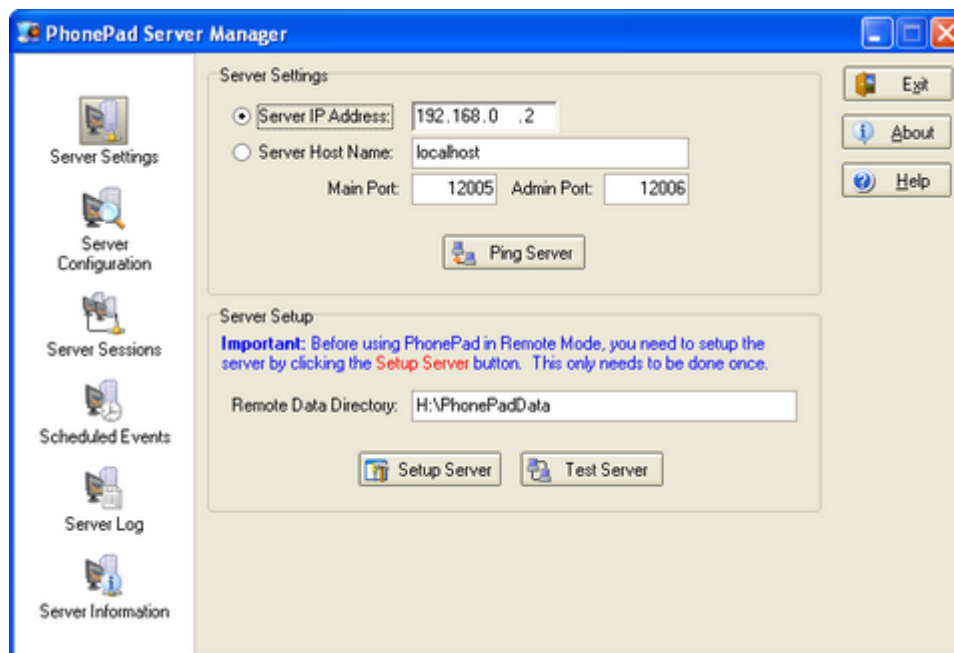 PhonePad Server Manager
Server Settings
Server Configuration
Server Sessions
Scheduled Events
Server Log
Server Information
Server Settings
Server IP Address: 192.168.0 .2
Server Host Name: localhost
Main Port: 12005 Admin Port: 12006
Ping Server
Server Setup
Important: Before using PhonePad in Remote Mode, you need to setup the
server by clicking the Setup Server button. This only needs to be done once.
Remote Data Directory: H:\PhonePadData
Setup Server Test Server
Exit
About
Help